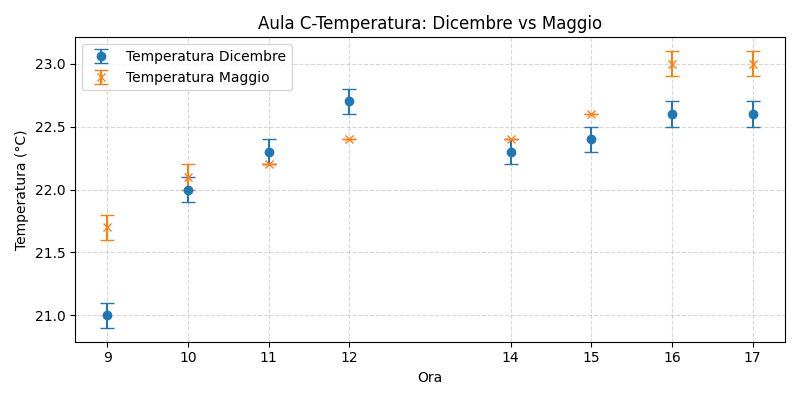 Aula C-Temperatura: Dicembre vs Maggio
Temperatura Dicembre
Temperatura Maggio
Temperatura (°C)
23.0
22.5
22.0
21.5
21.0
9 10 11 12 14 15 16 17
Ora